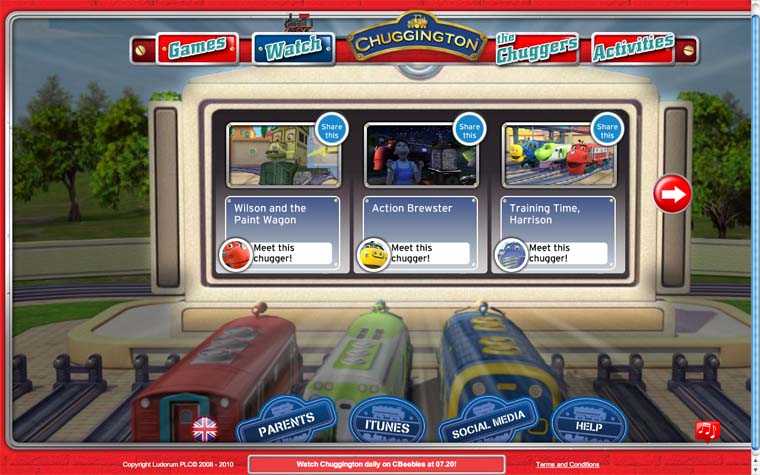 Games
Watch
CHUGGINGTON
the
Chuggers
Activities
Share
this
Share
this
Share
this
Wilson and the
Paint Wagon
Action Brewster
Training Time,
Harrison
Meet this
chugger!
Meet this
chugger!
Meet this
chugger!
PARENTS
ITUNES
SOCIAL MEDIA
HELP
Copyright Ludorum PLC© 2008 - 2010
Watch Chuggington daily on CBeebies at 07.20!
Terms and Conditions